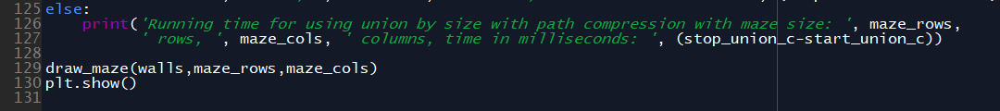 125 else:
126     print('Running time for using union by size with path compression with maze size: ', maze_rows,
127           ' rows, ', maze_cols, ' columns, time in milliseconds: ', (stop_union_c-start_union_c))
128
129 draw_maze(walls,maze_rows,maze_cols)
130 plt.show()
131